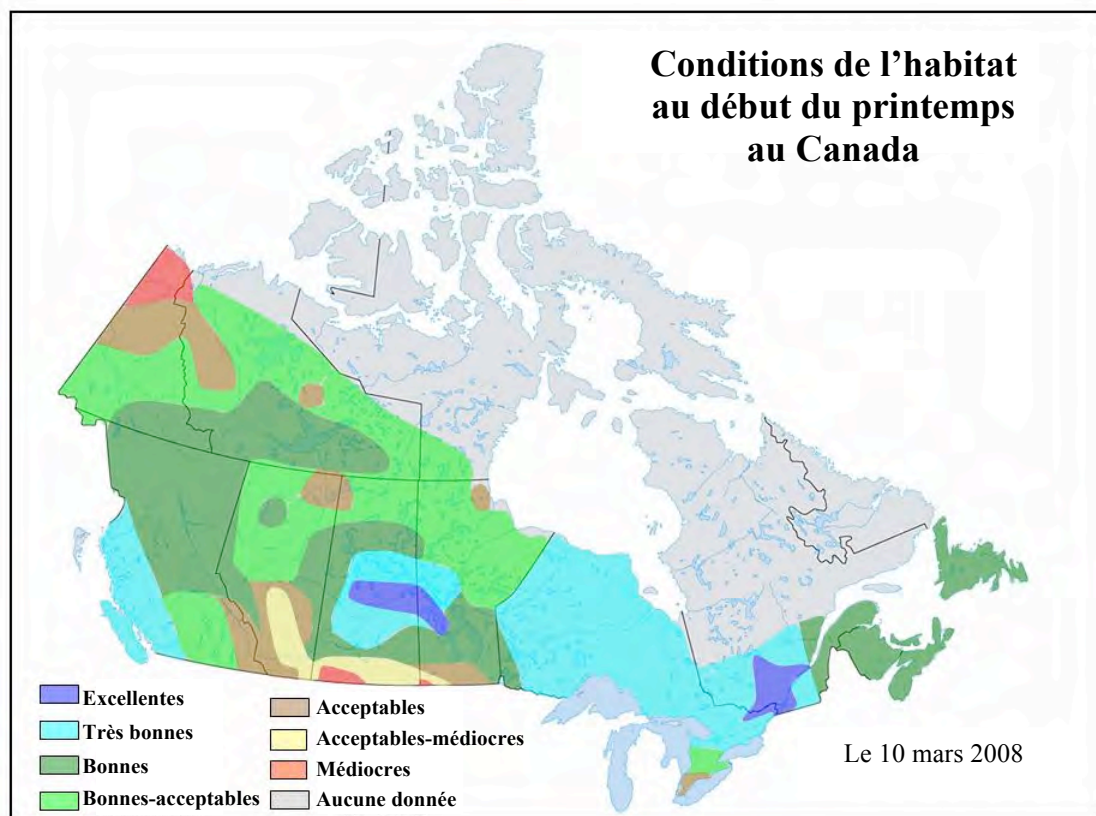 Conditions de l’habitat
au début du printemps
au Canada
Excellentes
Très bonnes
Bonnes
Bonnes-acceptables
Acceptables
Acceptables-médiocres
Médiocres
Aucune donnée
Le 10 mars 2008